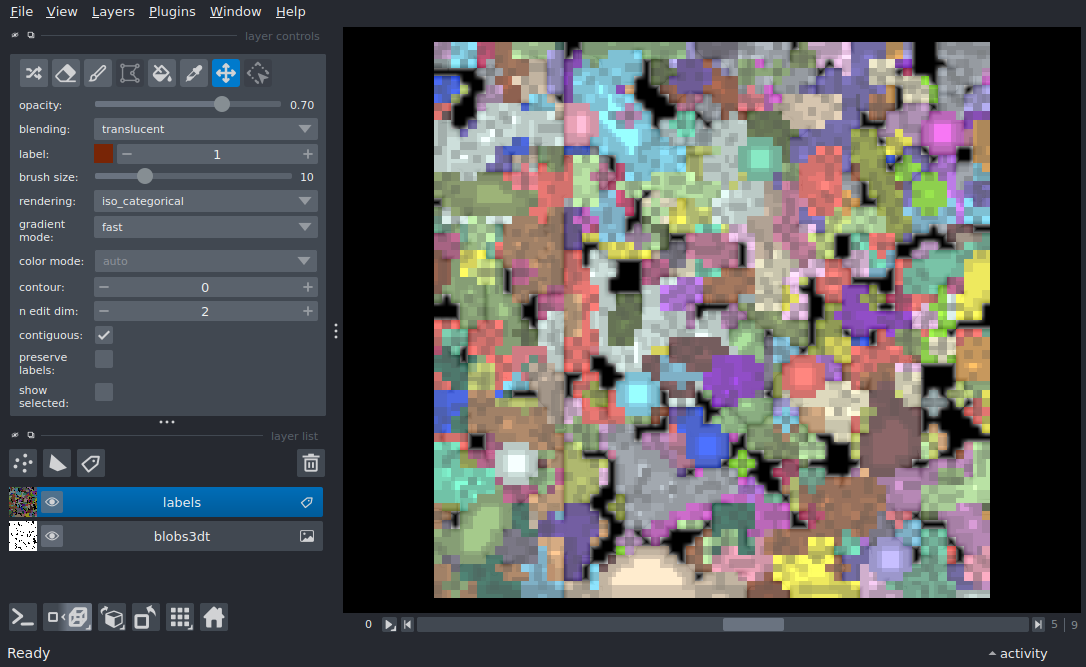 File View Layers Plugins Window Help
layer controls
opacity: 0.70
blending: translucent
label: 1
brush size: 10
rendering: iso_categorical
gradient mode: fast
color mode: auto
contour: 0
n edit dim: 2
contiguous:
preserve labels:
show selected:
layer list
labels
blobs3dt
0 5 | 9
Ready activity